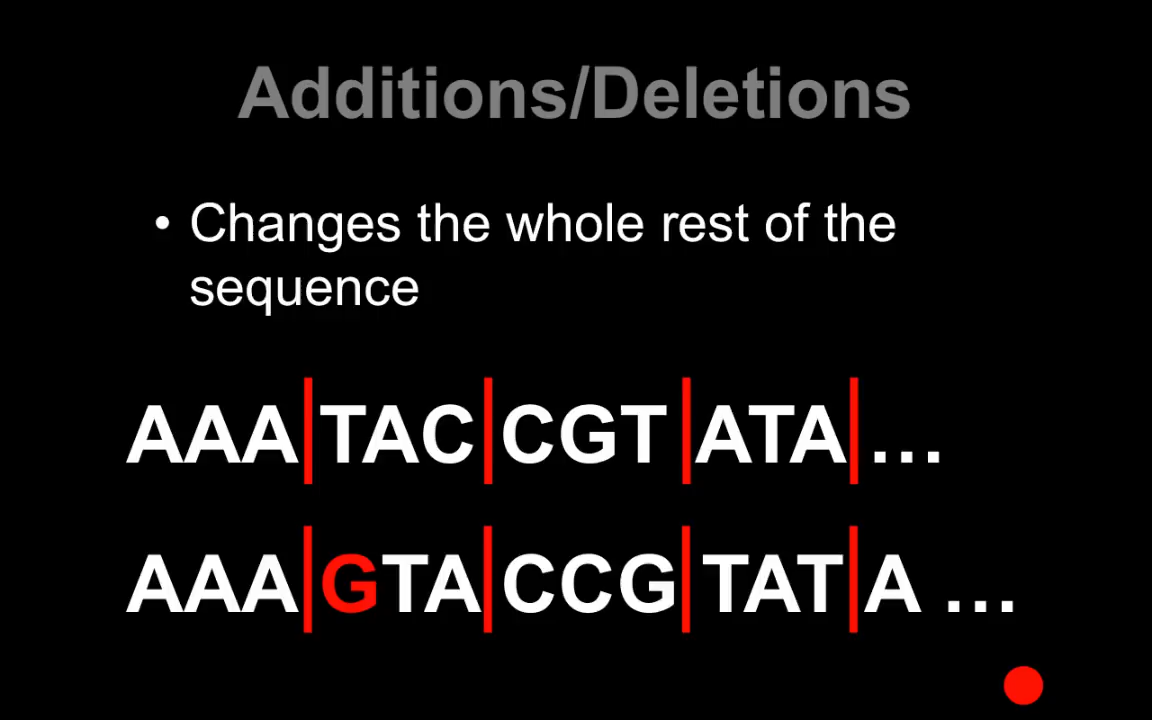 Additions/Deletions
• Changes the whole rest of the
sequence
AAA|TAC|CGT|ATA|...
AAA|GTA|CCG|TAT|A ...